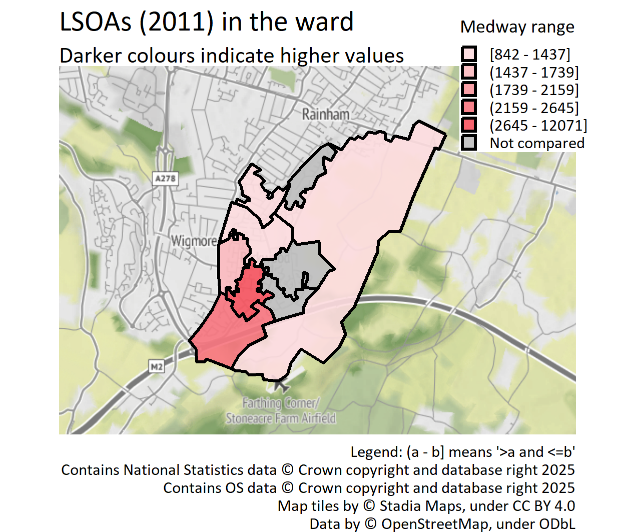 LSOAs (2011) in the ward
Darker colours indicate higher values
Medway range
[842 - 1437]
(1437 - 1739]
(1739 - 2159]
(2159 - 2645]
(2645 - 12071]
Not compared
Rainham
A278
Wigmore
M2
Farthing Corner/
Stoneacre Farm Airfield
Legend: (a - b] means '>a and <=b'
Contains National Statistics data © Crown copyright and database right 2025
Contains OS data © Crown copyright and database right 2025
Map tiles by © Stadia Maps, under CC BY 4.0
Data by © OpenStreetMap, under ODbL